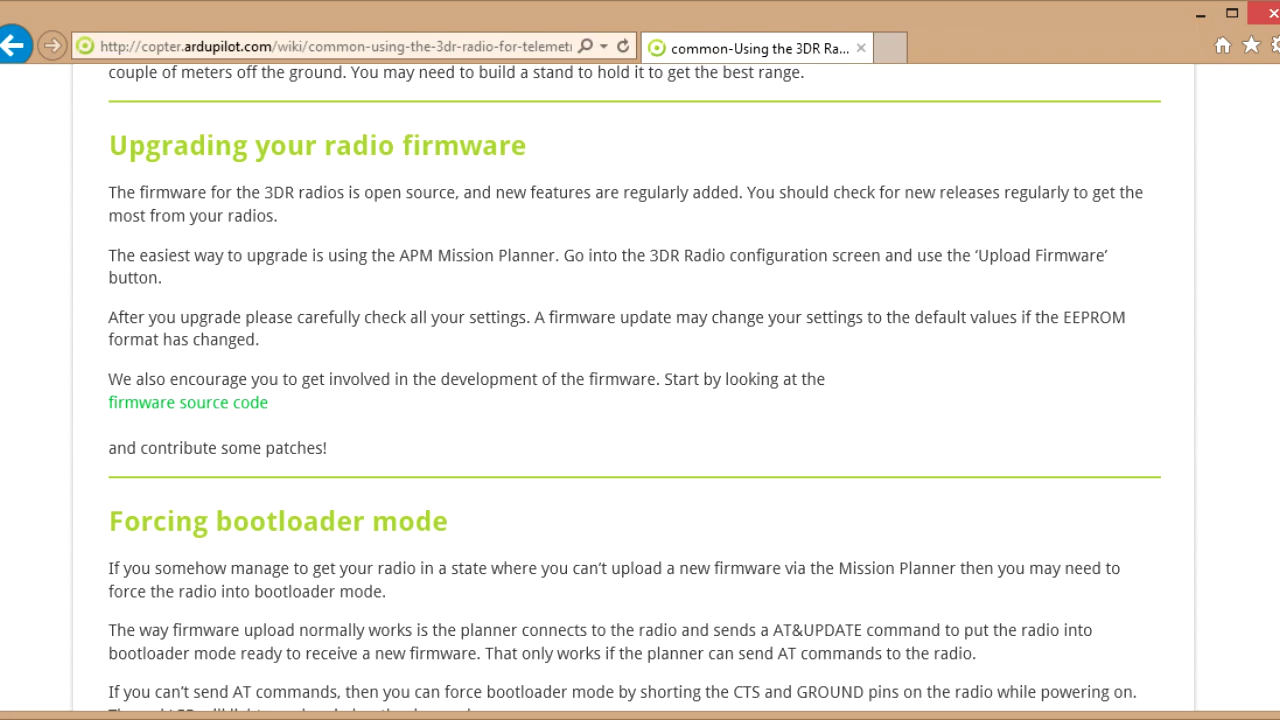 http://copter.ardupilot.com/wiki/common-using-the-3dr-radio-for-telemet
common-Using the 3DR Ra...
couple of meters off the ground. You may need to build a stand to hold it to get the best range.
Upgrading your radio firmware
The firmware for the 3DR radios is open source, and new features are regularly added. You should check for new releases regularly to get the
most from your radios.
The easiest way to upgrade is using the APM Mission Planner. Go into the 3DR Radio configuration screen and use the ‘Upload Firmware’
button.
After you upgrade please carefully check all your settings. A firmware update may change your settings to the default values if the EEPROM
format has changed.
We also encourage you to get involved in the development of the firmware. Start by looking at the
firmware source code
and contribute some patches!
Forcing bootloader mode
If you somehow manage to get your radio in a state where you can’t upload a new firmware via the Mission Planner then you may need to
force the radio into bootloader mode.
The way firmware upload normally works is the planner connects to the radio and sends a AT&UPDATE command to put the radio into
bootloader mode ready to receive a new firmware. That only works if the planner can send AT commands to the radio.
If you can’t send AT commands, then you can force bootloader mode by shorting the CTS and GROUND pins on the radio while powering on.